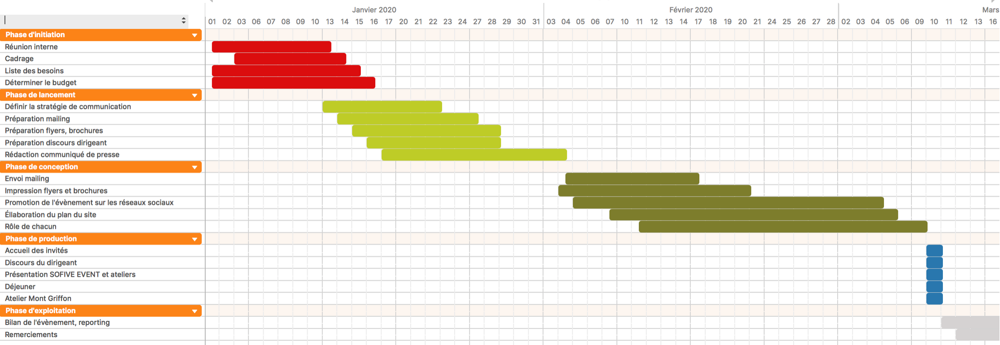 Janvier 2020 Février 2020 Mars
01 02 03 06 07 08 09 10 13 14 15 16 17 20 21 22 23 24 27 28 29 30 31 03 04 05 06 07 10 11 12 13 14 17 18 19 20 21 24 25 26 27 28 02 03 04 05 06 09 10 11 12 13 16
Phase d'initiation
Réunion interne
Cadrage
Liste des besoins
Déterminer le budget
Phase de lancement
Définir la stratégie de communication
Préparation mailing
Préparation flyers, brochures
Préparation discours dirigeant
Rédaction communiqué de presse
Phase de conception
Envoi mailing
Impression flyers et brochures
Promotion de l'évènement sur les réseaux sociaux
Éllaboration du plan du site
Rôle de chacun
Phase de production
Accueil des invités
Discours du dirigeant
Présentation SOFIVE EVENT et ateliers
Déjeuner
Atelier Mont Griffon
Phase d'exploitation
Bilan de l'évènement, reporting
Remerciements